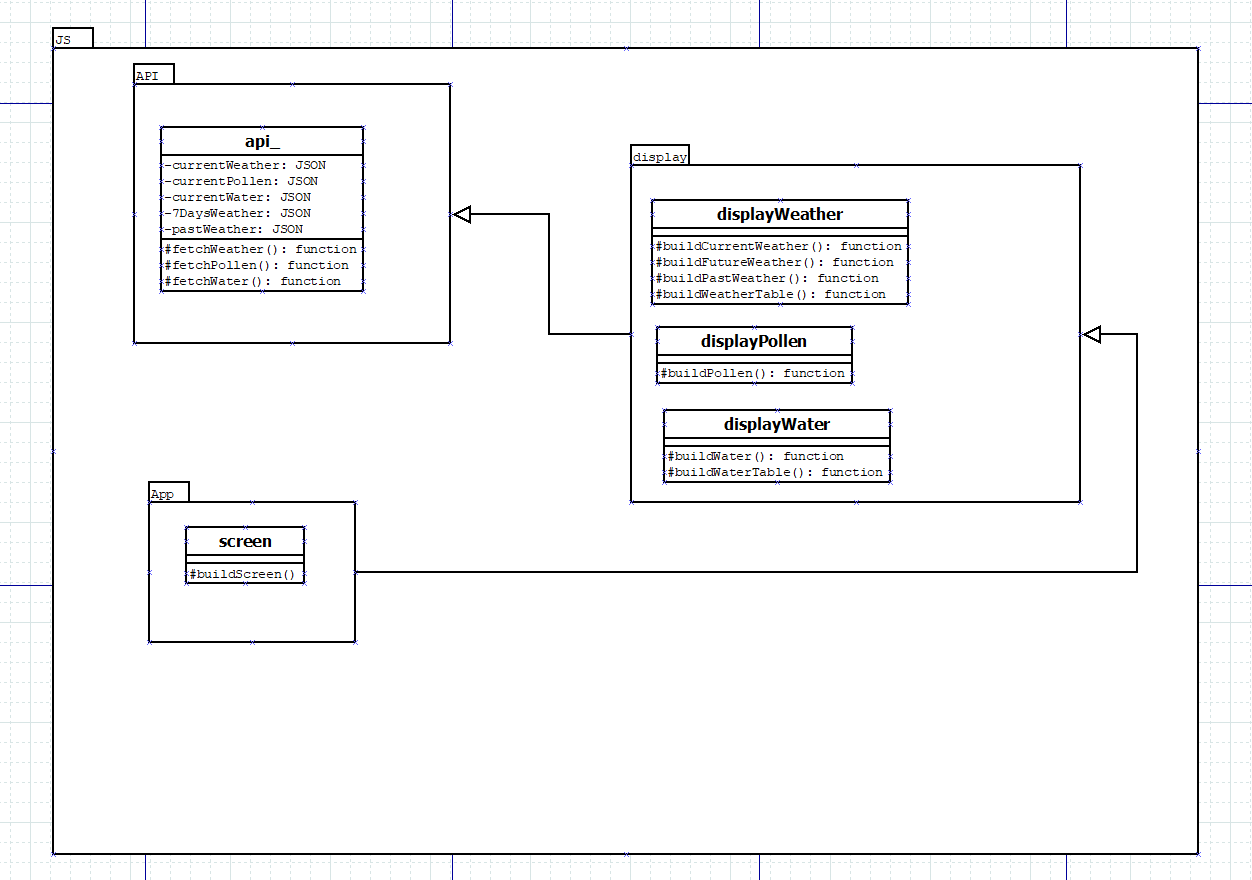 JS
API
api_
-currentWeather: JSON
-currentPollen: JSON
-currentWater: JSON
-7DaysWeather: JSON
-pastWeather: JSON
#fetchWeather(): function
#fetchPollen(): function
#fetchWater(): function
display
displayWeather
#buildCurrentWeather(): function
#buildFutureWeather(): function
#buildPastWeather(): function
#buildWeatherTable(): function
displayPollen
#buildPollen(): function
displayWater
#buildWater(): function
#buildWaterTable(): function
App
screen
#buildScreen()